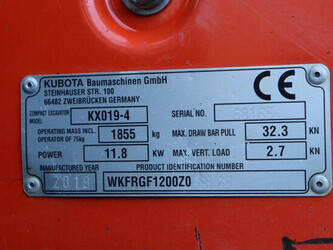 KUBOTA Baumaschinen GmbH
STEINHAUSER STR. 100
66482 ZWEIBRÜCKEN GERMANY
CE
COMPACT EXCAVATOR MODEL KX019-4 SERIAL NO.
OPERATING MASS INCL. OPERATOR OF 75kg 1855 kg MAX. DRAW BAR PULL 32.3 KN
POWER 11.8 KW MAX. VERT. LOAD 2.7 KN
MANUFACTURED YEAR PRODUCT IDENTIFICATION NUMBER
2019 WKFRGF1200Z0